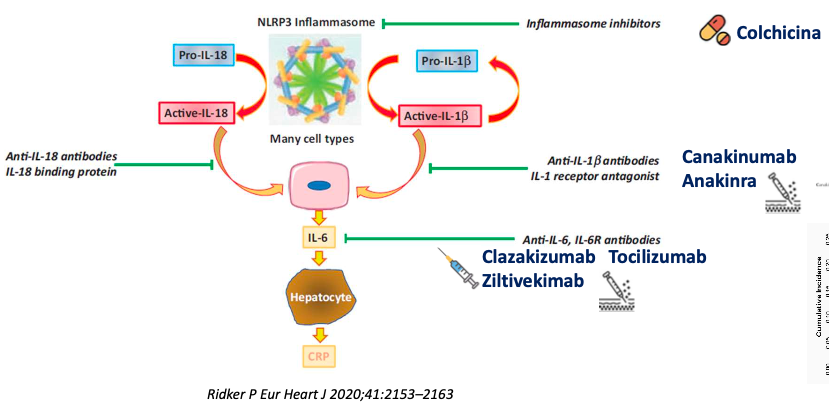 NLRP3 Inflammasome
Inflammasome inhibitors
Colchicina
Pro-IL-18
Pro-IL-1β
Active-IL-18
Active-IL-1β
Many cell types
Anti-IL-18 antibodies
IL-18 binding protein
Anti-IL-1β antibodies
IL-1 receptor antagonist
Canakinumab
Anakinra
IL-6
Anti-IL-6, IL-6R antibodies
Clazakizumab Tocilizumab
Ziltivekimab
Hepatocyte
CRP
Cumulative Incidence
Ridker P Eur Heart J 2020;41:2153–2163